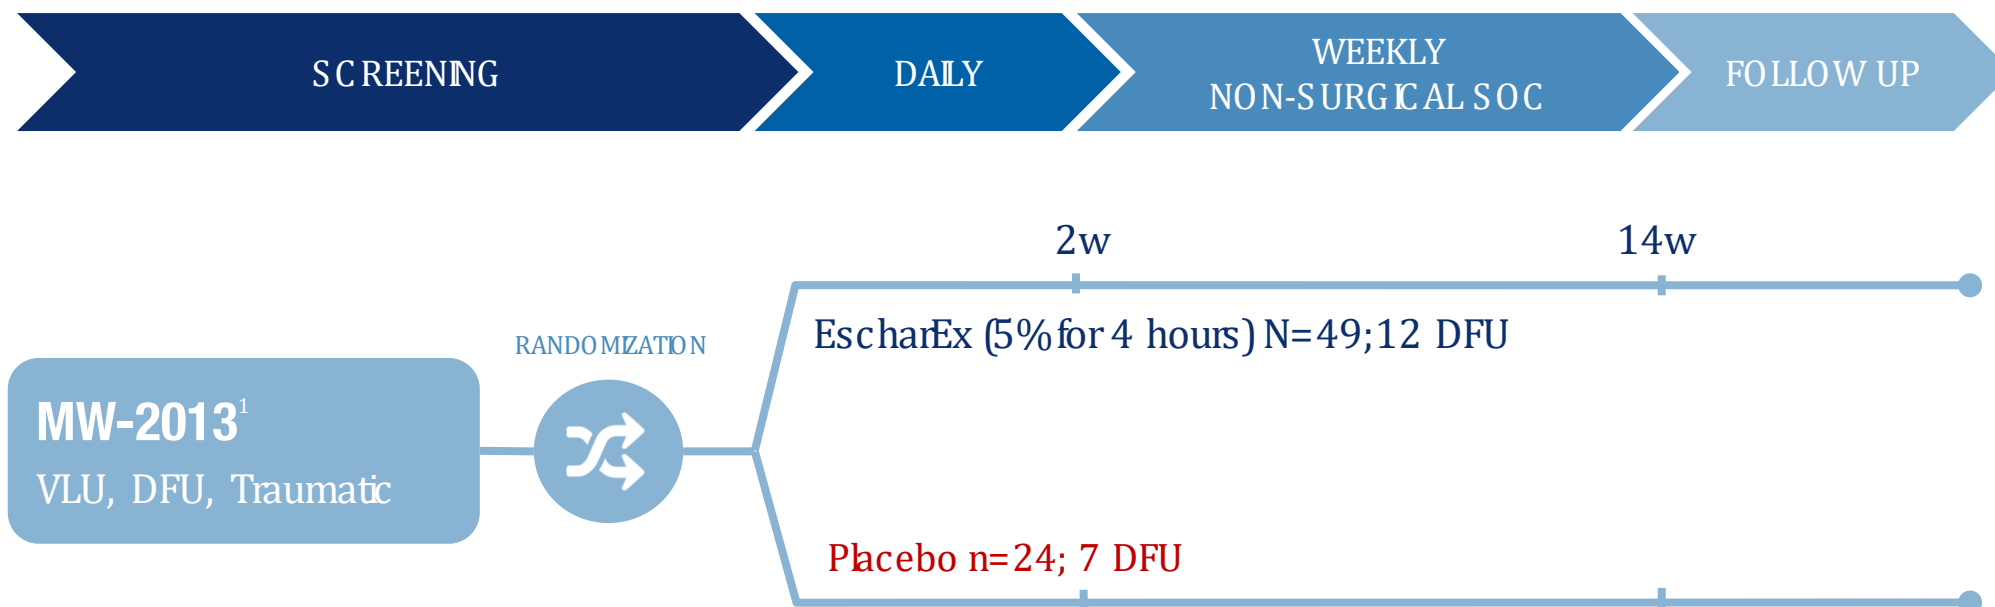 SCREENING
DAILY
WEEKLY
NON-SURGICAL SOC
FOLLOW UP
2w
14w
EscharEx (5% for 4 hours) N=49;12 DFU
RANDOMIZATION
MW-2013¹
VLU, DFU, Traumatic
Placebo n=24; 7 DFU